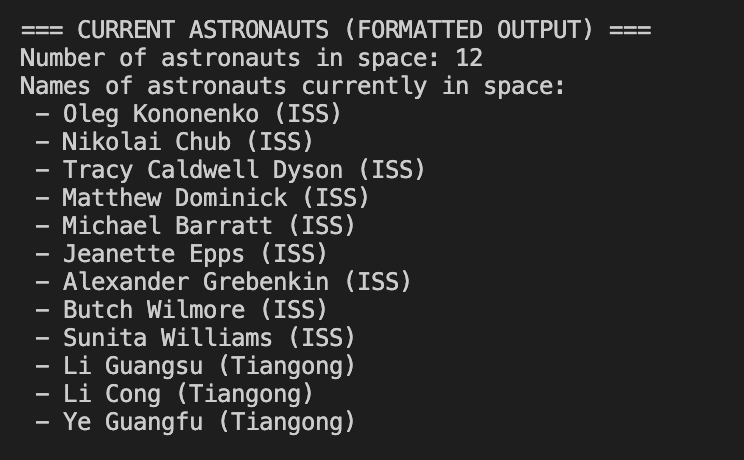 === CURRENT ASTRONAUTS (FORMATTED OUTPUT) ===
Number of astronauts in space: 12
Names of astronauts currently in space:
- Oleg Kononenko (ISS)
- Nikolai Chub (ISS)
- Tracy Caldwell Dyson (ISS)
- Matthew Dominick (ISS)
- Michael Barratt (ISS)
- Jeanette Epps (ISS)
- Alexander Grebenkin (ISS)
- Butch Wilmore (ISS)
- Sunita Williams (ISS)
- Li Guangsu (Tiangong)
- Li Cong (Tiangong)
- Ye Guangfu (Tiangong)